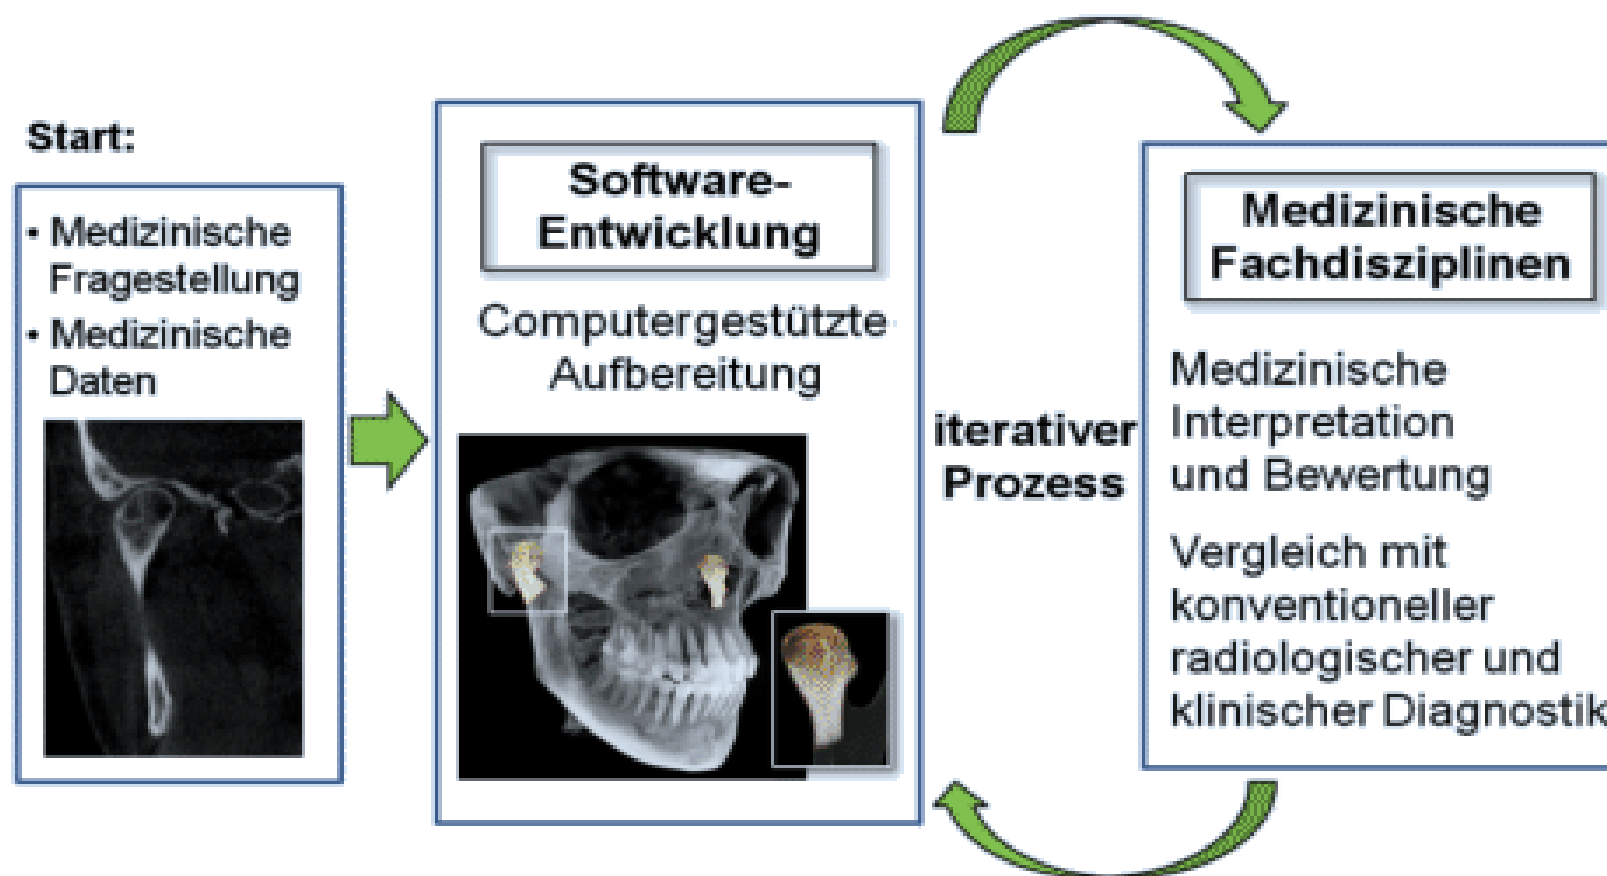 Start:
• Medizinische
Fragestellung
• Medizinische
Daten
Software-
Entwicklung
Computergestützte
Aufbereitung
iterativer
Prozess
Medizinische
Fachdisziplinen
Medizinische
Interpretation
und Bewertung
Vergleich mit
konventioneller
radiologischer und
klinischer Diagnostik